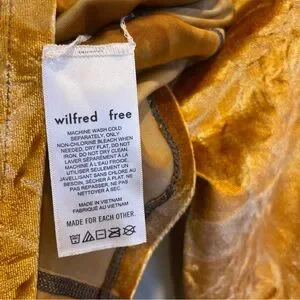 wilfred free
MACHINE WASH COLD
SEPARATELY, ONLY
NON-CHLORINE BLEACH WHEN
NEEDED, DRY FLAT, DO NOT
IRON, DO NOT DRY CLEAN.
LAVER SÉPARÉMENT À LA
MACHINE À L'EAU FROIDE.
UTILISER SEULEMENT UN
JAVELLISANT SANS CHLORE AU
BESOIN, SÉCHER À PLAT, NE
PAS REPASSER, NE PAS
NETTOYER À SEC.
MADE IN VIETNAM
FABRIQUÉ AU VIETNAM
MADE FOR EACH OTHER.